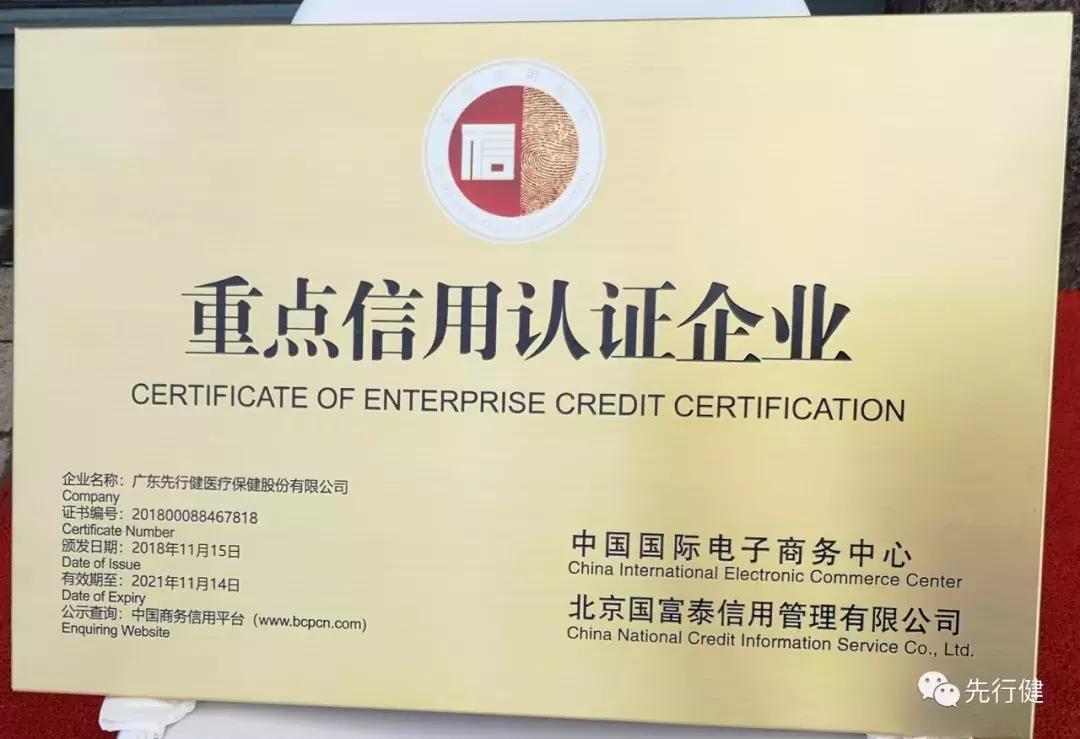 重点信用认证企业
CERTIFICATE OF ENTERPRISE CREDIT CERTIFICATION
企业名称：广东先行健医疗保健股份有限公司
Company
证书编号：201800088467818
Certificate Number
颁发日期：2018年11月15日
Date of Issue
有效期至：2021年11月14日
Date of Expiry
公示查询：中国商务信用平台（www.bcpcn.com）
Enquiring Website
中国国际电子商务中心
China International Electronic Commerce Center
北京国富泰信用管理有限公司
China National Credit Information Service Co., Ltd.
先行健